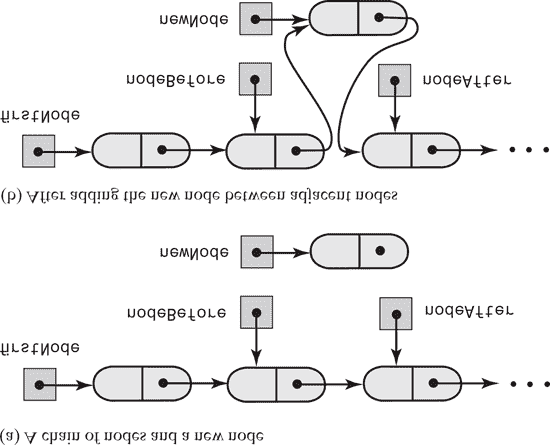 (a) A chain of nodes and a new node
firstNode
nodeBefore
nodeAfter
newNode
(b) After adding the new node between adjacent nodes
firstNode
nodeBefore
nodeAfter
newNode